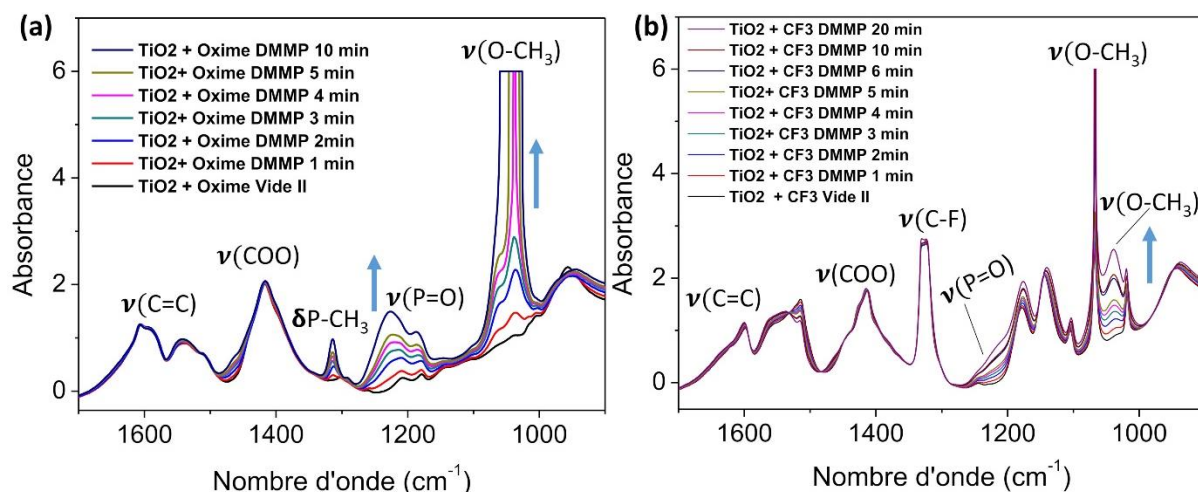 (a)
TiO2 + Oxime DMMP 10 min
TiO2+ Oxime DMMP 5 min
TiO2 + Oxime DMMP 4 min
TiO2 + Oxime DMMP 3 min
TiO2 + Oxime DMMP 2min
TiO2+ Oxime DMMP 1 min
TiO2 + Oxime Vide II
ν(O-CH₃)
ν(COO)
ν(C=C)
δP-CH₃
ν(P=O)
6
4
2
0
Absorbance
1600
1400
1200
1000
Nombre d'onde (cm⁻¹)
(b)
TiO2 + CF3 DMMP 20 min
TiO2 + CF3 DMMP 10 min
TiO2 + CF3 DMMP 6 min
TiO2+ CF3 DMMP 5 min
TiO2 + CF3 DMMP 4 min
TiO2+ CF3 DMMP 3 min
TiO2 + CF3 DMMP 2min
TiO2 + CF3 DMMP 1 min
TiO2 + CF3 Vide II
ν(O-CH₃)
ν(O-CH₃)
ν(C-F)
ν(COO)
ν(P=O)
ν(C=C)
6
4
2
0
Absorbance
1600
1400
1200
1000
Nombre d'onde (cm⁻¹)